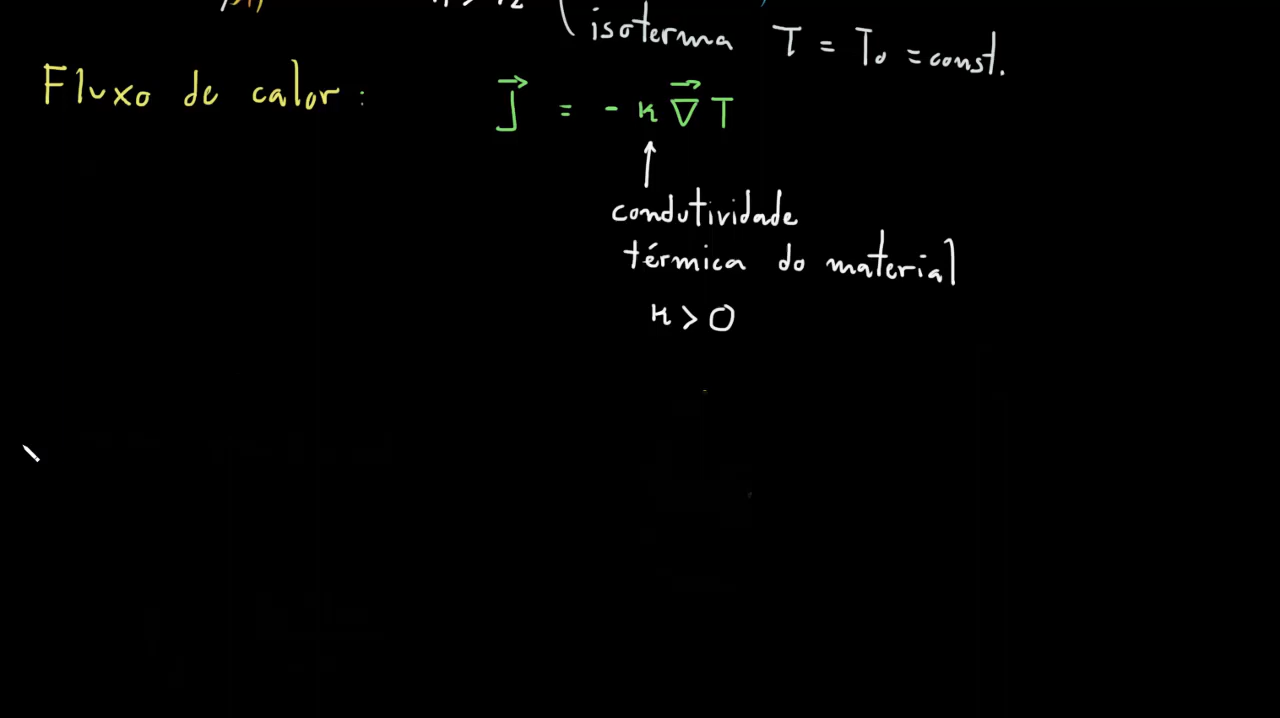 isoterma T = T₀ = const.
Fluxo de calor : J⃗ = - κ ∇⃗ T
condutividade
térmica do material
κ > 0